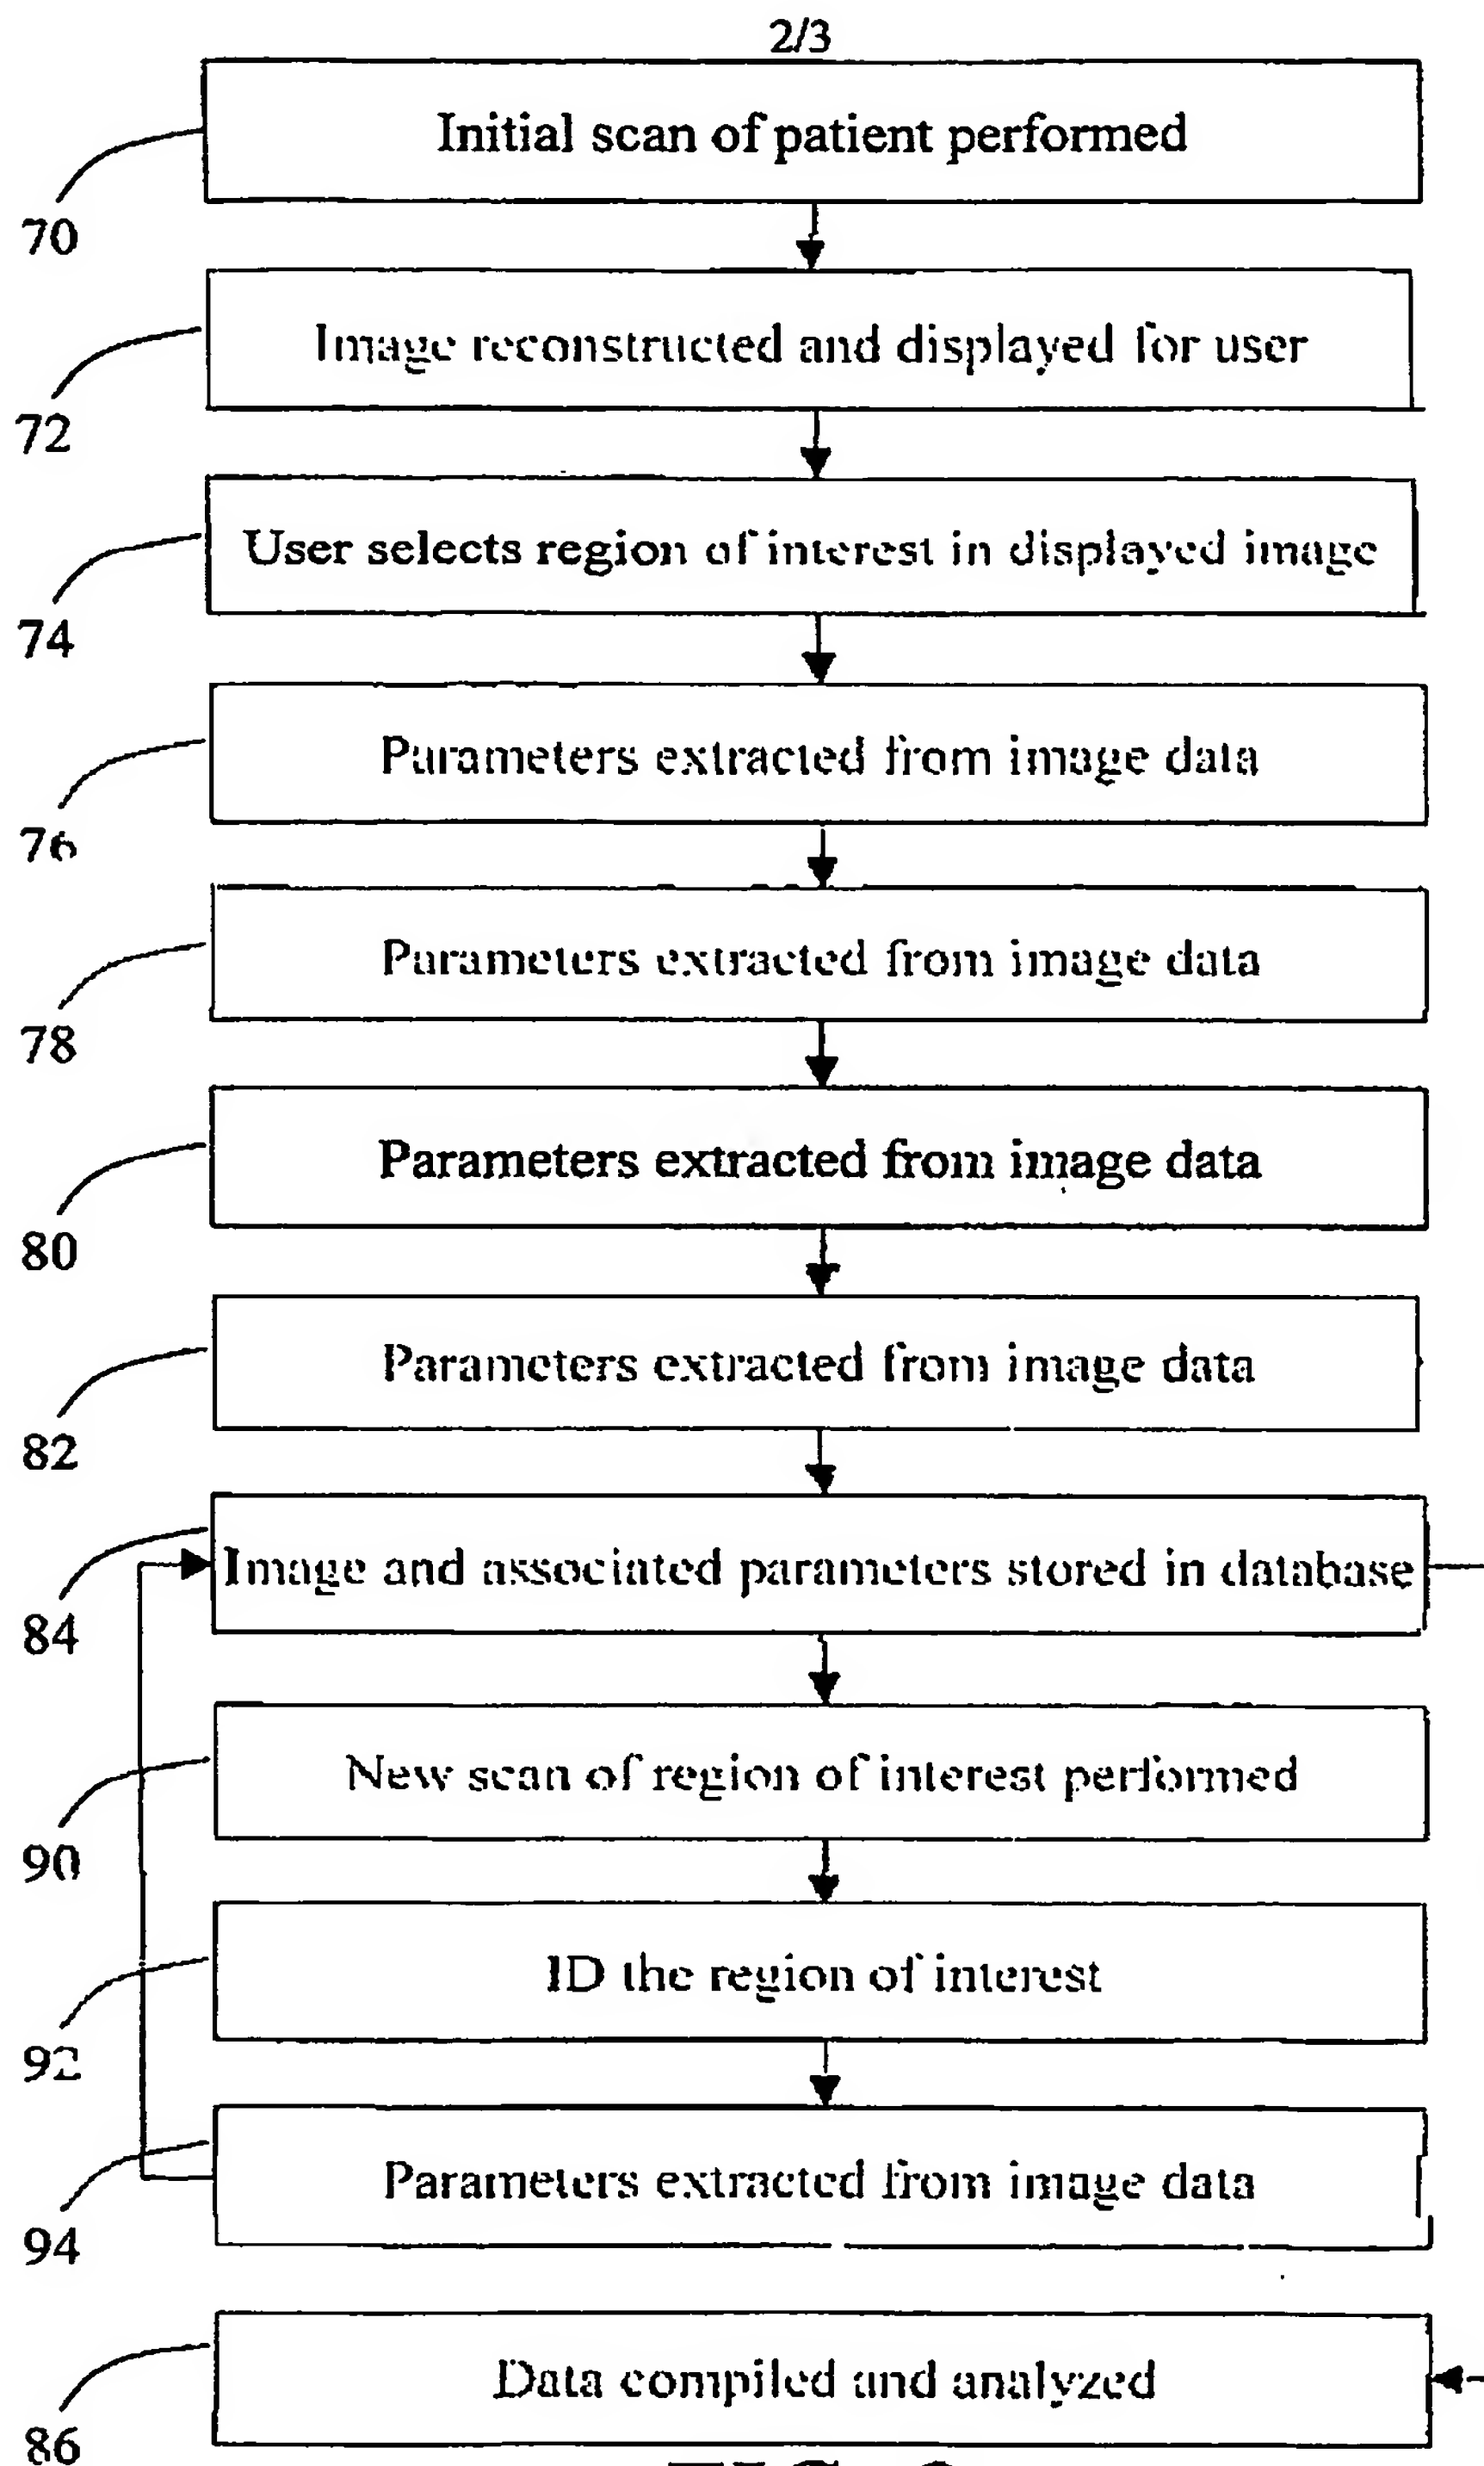 2/3
Initial scan of patient performed
70
Image reconstructed and displayed for user
72
User selects region of interest in displayed image
74
Parameters extracted from image data
76
Parameters extracted from image data
78
Parameters extracted from image data
80
Parameters extracted from image data
82
Image and associated parameters stored in database
84
New scan of region of interest performed
90
ID the region of interest
92
Parameters extracted from image data
94
Data compiled and analyzed
86